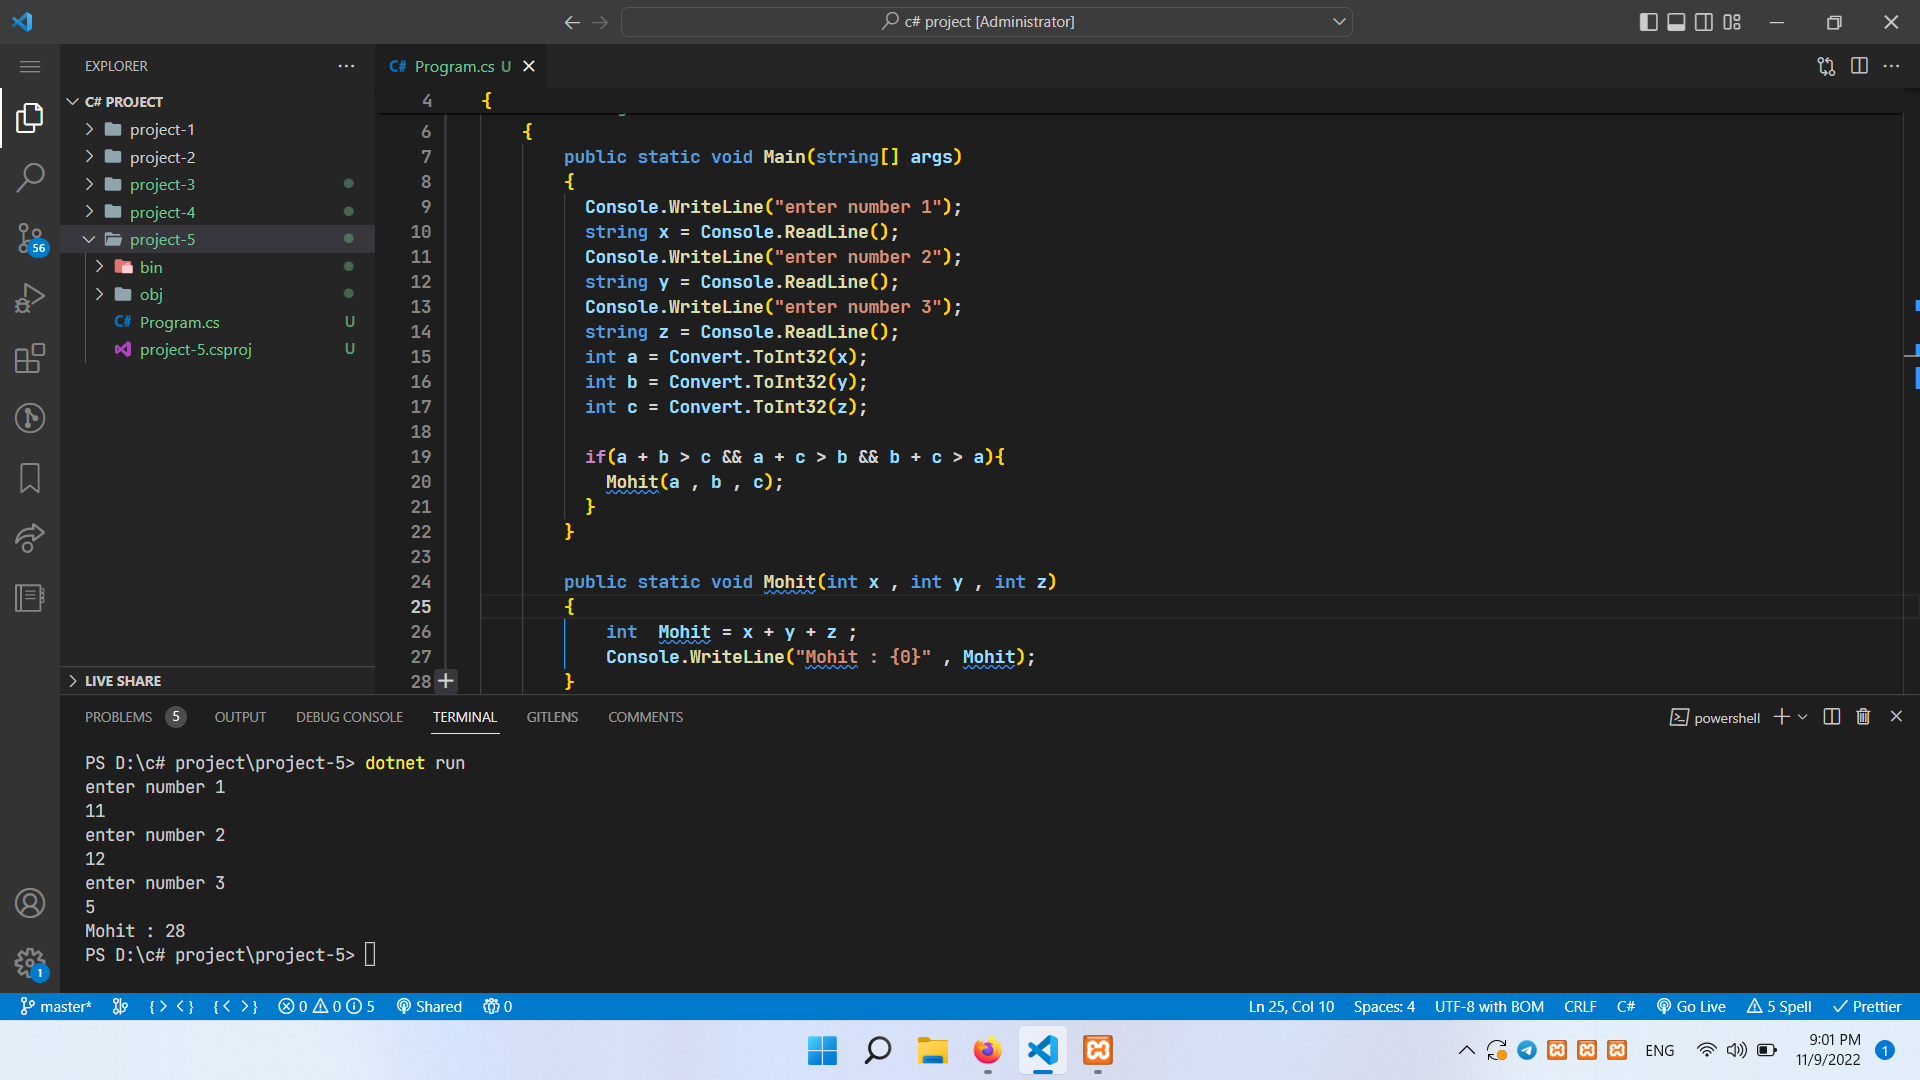 c# project [Administrator]
EXPLORER
Program.cs U
C# PROJECT
project-1
project-2
project-3
project-4
project-5
bin
obj
C# Program.cs U
project-5.csproj U
LIVE SHARE
56
1
4 {
6 {
7 public static void Main(string[] args)
8 {
9 Console.WriteLine("enter number 1");
10 string x = Console.ReadLine();
11 Console.WriteLine("enter number 2");
12 string y = Console.ReadLine();
13 Console.WriteLine("enter number 3");
14 string z = Console.ReadLine();
15 int a = Convert.ToInt32(x);
16 int b = Convert.ToInt32(y);
17 int c = Convert.ToInt32(z);
18
19 if(a + b > c && a + c > b && b + c > a){
20 Mohit(a , b , c);
21 }
22 }
23
24 public static void Mohit(int x , int y , int z)
25 {
26 int  Mohit = x + y + z ;
27 Console.WriteLine("Mohit : {0}" , Mohit);
28 }
PROBLEMS 5 OUTPUT DEBUG CONSOLE TERMINAL GITLENS COMMENTS
powershell
PS D:\c# project\project-5> dotnet run
enter number 1
11
enter number 2
12
enter number 3
5
Mohit : 28
PS D:\c# project\project-5>
master* 0 0 5 Shared 0 Ln 25, Col 10 Spaces: 4 UTF-8 with BOM CRLF C# Go Live 5 Spell Prettier
ENG
9:01 PM
11/9/2022
1